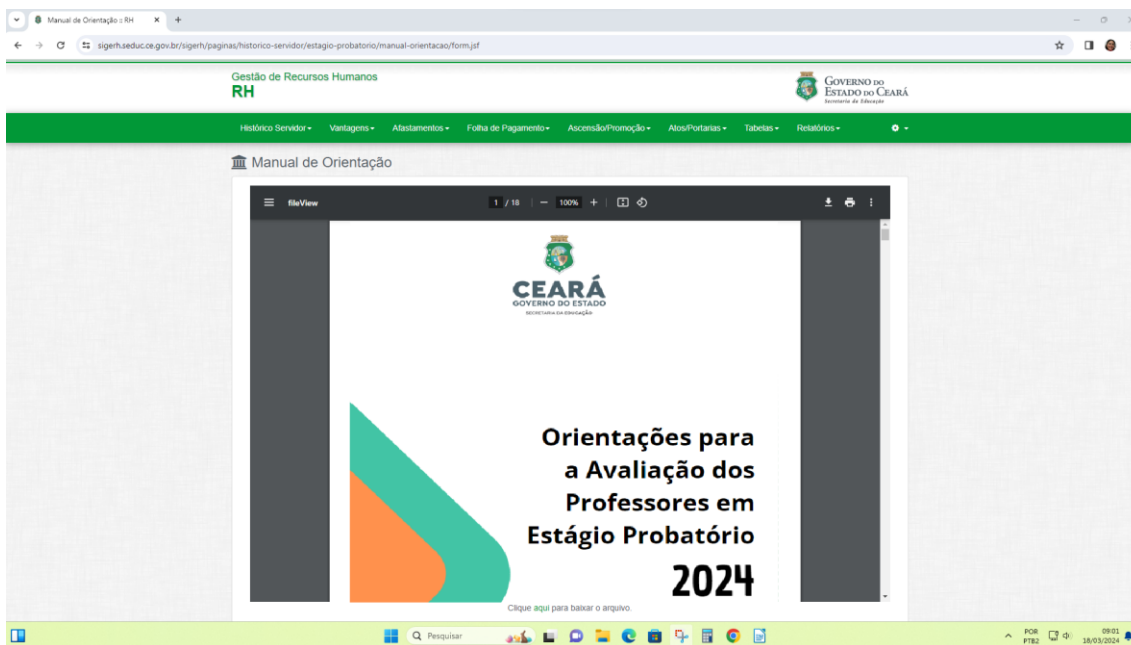 Manual de Orientação :: RH
sigerh.seduc.ce.gov.br/sigerh/paginas/historico-servidor/estagio-probatorio/manual-orientacao/form.jsf
Gestão de Recursos Humanos
RH
GOVERNO DO
ESTADO DO CEARÁ
Secretaria da Educação
Histórico Servidor Vantagens Afastamentos Folha de Pagamento Ascensão/Promoção Atos/Portarias Tabelas Relatórios
Manual de Orientação
fileView 1 / 18 100%
CEARÁ
GOVERNO DO ESTADO
SECRETARIA DA EDUCAÇÃO
Orientações para
a Avaliação dos
Professores em
Estágio Probatório
2024
Clique aqui para baixar o arquivo.
Pesquisar
POR
PTB2
09:01
18/03/2024